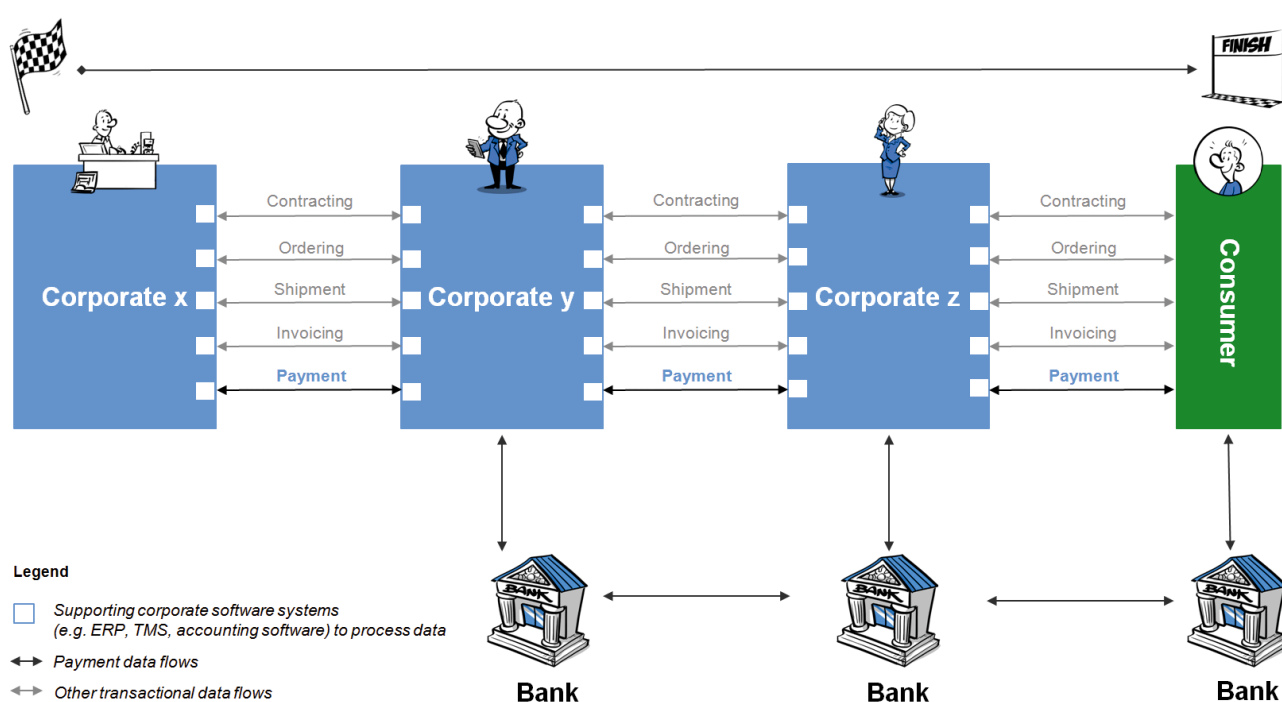 FINISH
Contracting
Contracting
Contracting
Ordering
Ordering
Ordering
Corporate x
Shipment
Corporate y
Shipment
Corporate z
Shipment
Consumer
Invoicing
Invoicing
Invoicing
Payment
Payment
Payment
Legend
Supporting corporate software systems
(e.g. ERP, TMS, accounting software) to process data
Payment data flows
Other transactional data flows
BANK
BANK
BANK
Bank
Bank
Bank